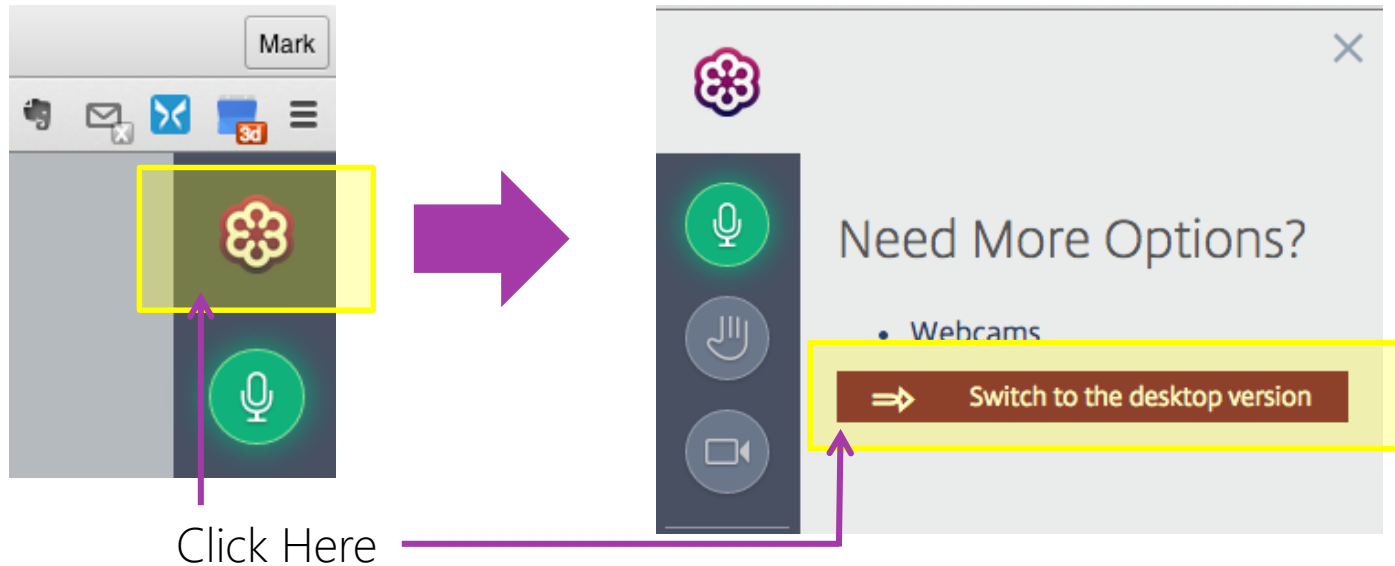 Mark
3d
Need More Options?
• Webcams
Switch to the desktop version
Click Here